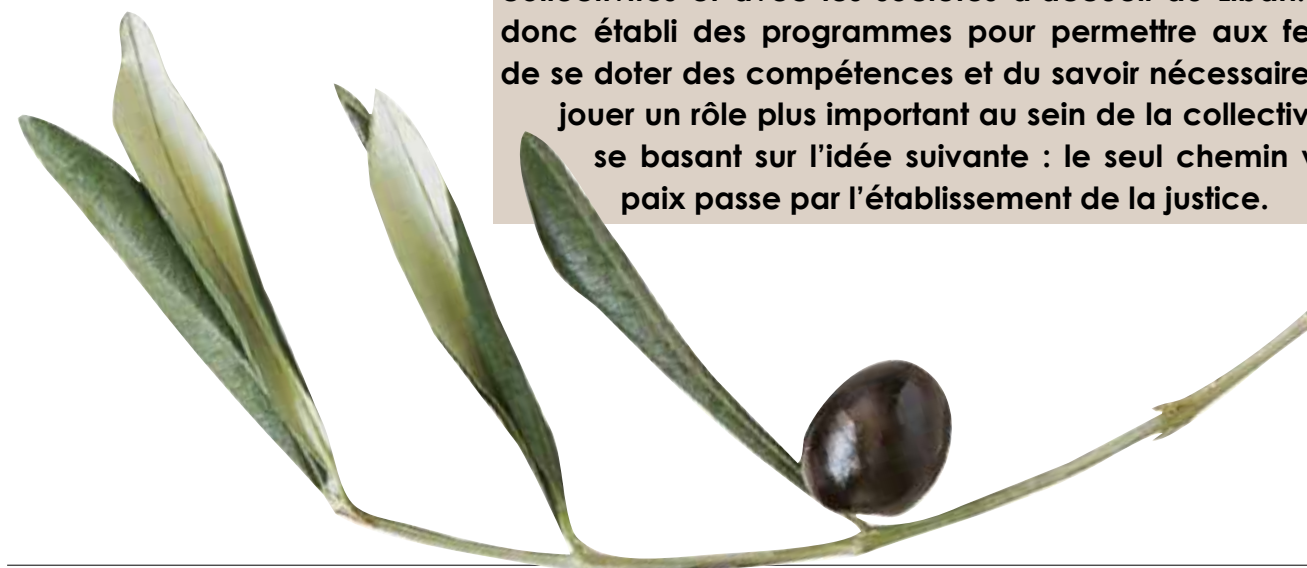 donc établi des programmes pour permettre aux
de se doter des compétences et du savoir
jouer un rôle plus important au sein de la
se basant sur l’idée suivante : le seul chemin
paix passe par l’établissement de la justice.